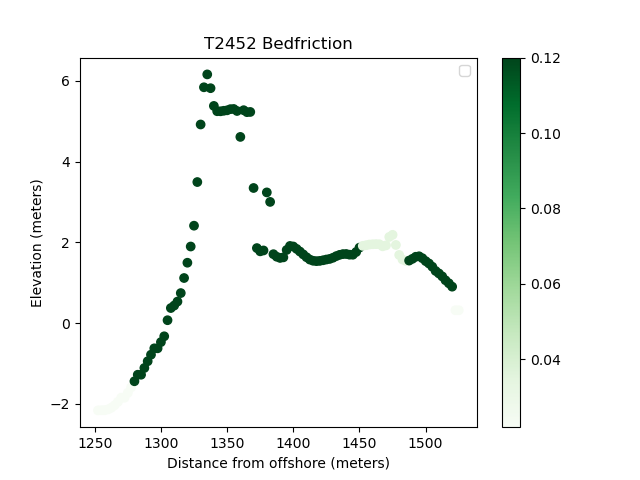 T2452 Bedfriction
Elevation (meters)
6
4
2
0
−2
1250 1300 1350 1400 1450 1500
Distance from offshore (meters)
0.12
0.10
0.08
0.06
0.04